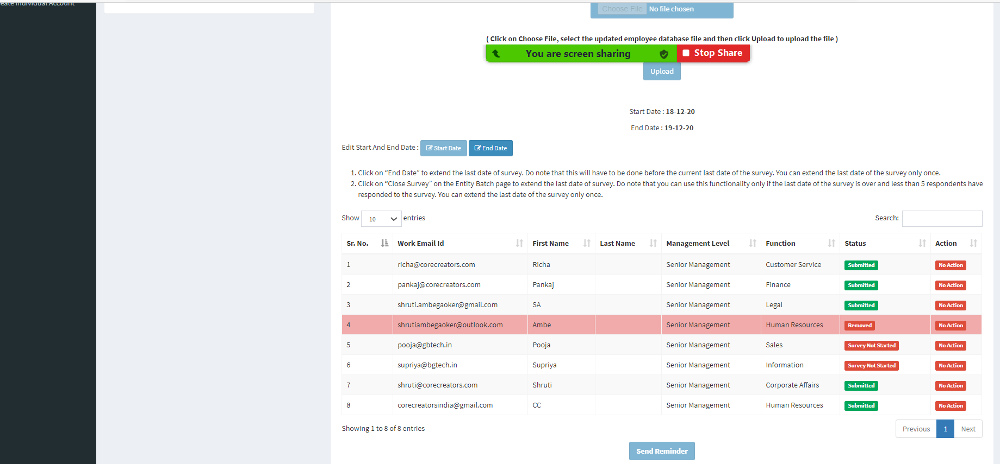 eate Individual Account
Choose File No file chosen
( Click on Choose File, select the updated employee database file and then click Upload to upload the file )
You are screen sharing Stop Share
Upload
Start Date : 18-12-20
End Date : 19-12-20
Edit Start And End Date : Start Date End Date
1. Click on “End Date” to extend the last date of survey. Do note that this will have to be done before the current last date of the survey. You can extend the last date of the survey only once.
2. Click on “Close Survey” on the Entity Batch page to extend the last date of survey. Do note that you can use this functionality only if the last date of the survey is over and less than 5 respondents have
responded to the survey. You can extend the last date of the survey only once.
Show 10 entries Search:
Sr. No. Work Email Id First Name Last Name Management Level Function Status Action
1 richa@corecreators.com Richa Senior Management Customer Service Submitted No Action
2 pankaj@corecreators.com Pankaj Senior Management Finance Submitted No Action
3 shruti.ambegaoker@gmail.com SA Senior Management Legal Submitted No Action
4 shrutiambegaoker@outlook.com Ambe Senior Management Human Resources Removed No Action
5 pooja@gbtech.in Pooja Senior Management Sales Survey Not Started No Action
6 supriya@bgtech.in Supriya Senior Management Information Survey Not Started No Action
7 shruti@corecreators.com Shruti Senior Management Corporate Affairs Submitted No Action
8 corecreatorsindia@gmail.com CC Senior Management Human Resources Submitted No Action
Showing 1 to 8 of 8 entries Previous 1 Next
Send Reminder